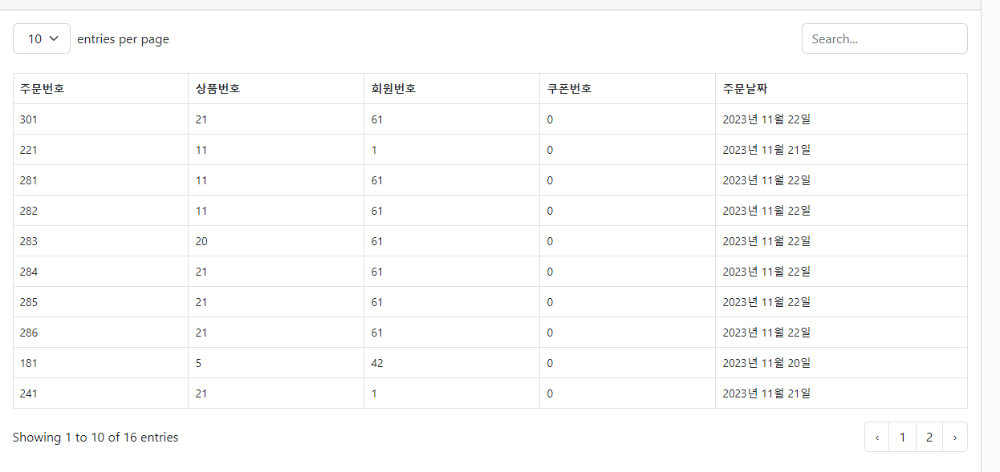 10 entries per page Search...
주문번호 상품번호 회원번호 쿠폰번호 주문날짜
301 21 61 0 2023년 11월 22일
221 11 1 0 2023년 11월 21일
281 11 61 0 2023년 11월 22일
282 11 61 0 2023년 11월 22일
283 20 61 0 2023년 11월 22일
284 21 61 0 2023년 11월 22일
285 21 61 0 2023년 11월 22일
286 21 61 0 2023년 11월 22일
181 5 42 0 2023년 11월 20일
241 21 1 0 2023년 11월 21일
Showing 1 to 10 of 16 entries ‹ 1 2 ›